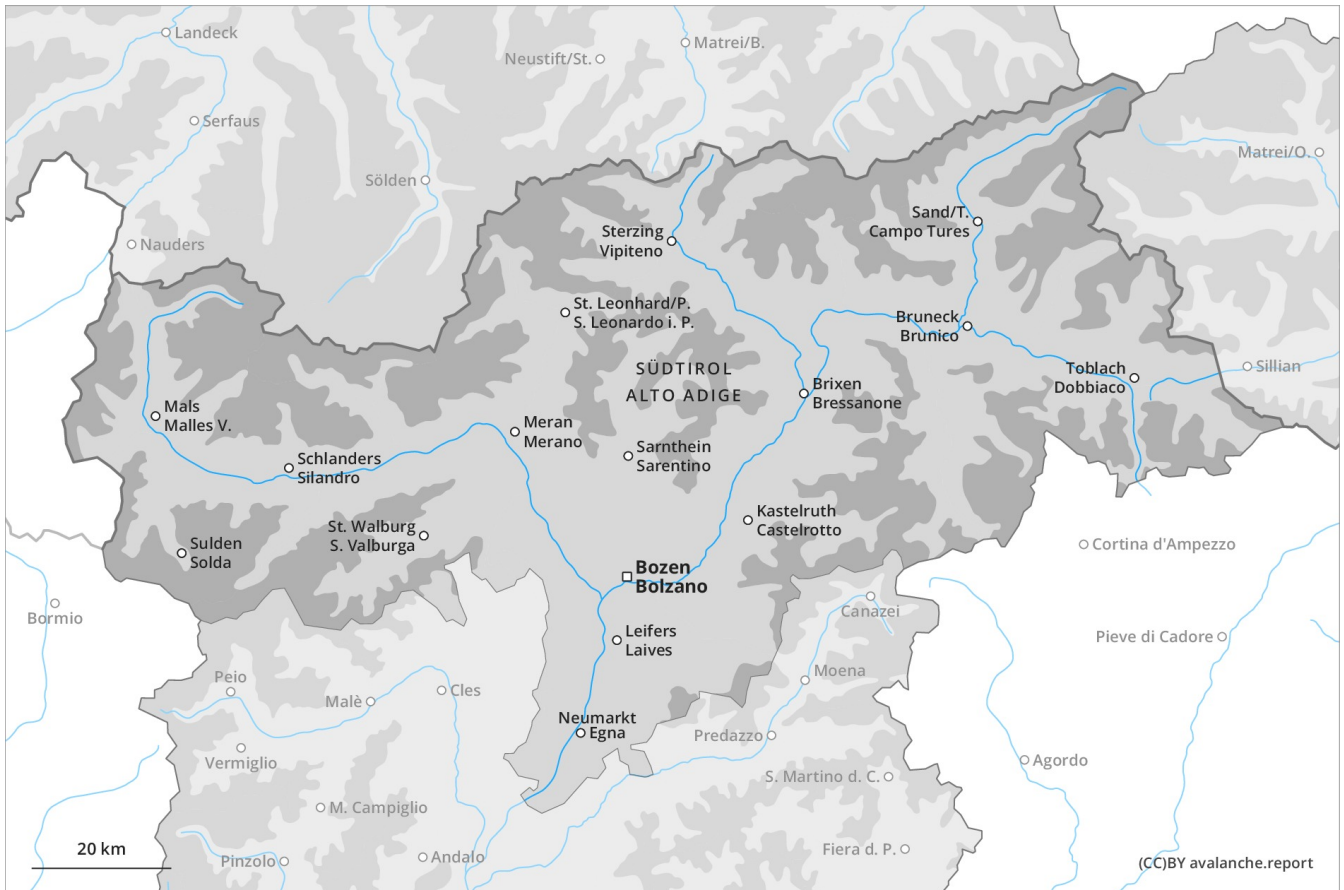 Landeck
Matrei/B.
Neustift/St.
Serfaus
Matrei/O.
Sölden
Sand/T.
Campo Tures
Sterzing
Vipiteno
Nauders
St. Leonhard/P.
S. Leonardo i. P.
Bruneck
Brunico
SÜDTIROL
ALTO ADIGE
Toblach
Dobbiaco
Sillian
Brixen
Bressanone
Mals
Malles V.
Meran
Merano
Sarnthein
Sarentino
Schlanders
Silandro
Kastelruth
Castelrotto
St. Walburg
S. Valburga
Sulden
Solda
Cortina d'Ampezzo
Bozen
Bolzano
Bormio
Canazei
Leifers
Laives
Pieve di Cadore
Peio
Moena
Malè
Cles
Neumarkt
Egna
Predazzo
Vermiglio
Agordo
S. Martino d. C.
M. Campiglio
20 km
Pinzolo
Andalo
Fiera d. P.
(CC)BY avalanche.report